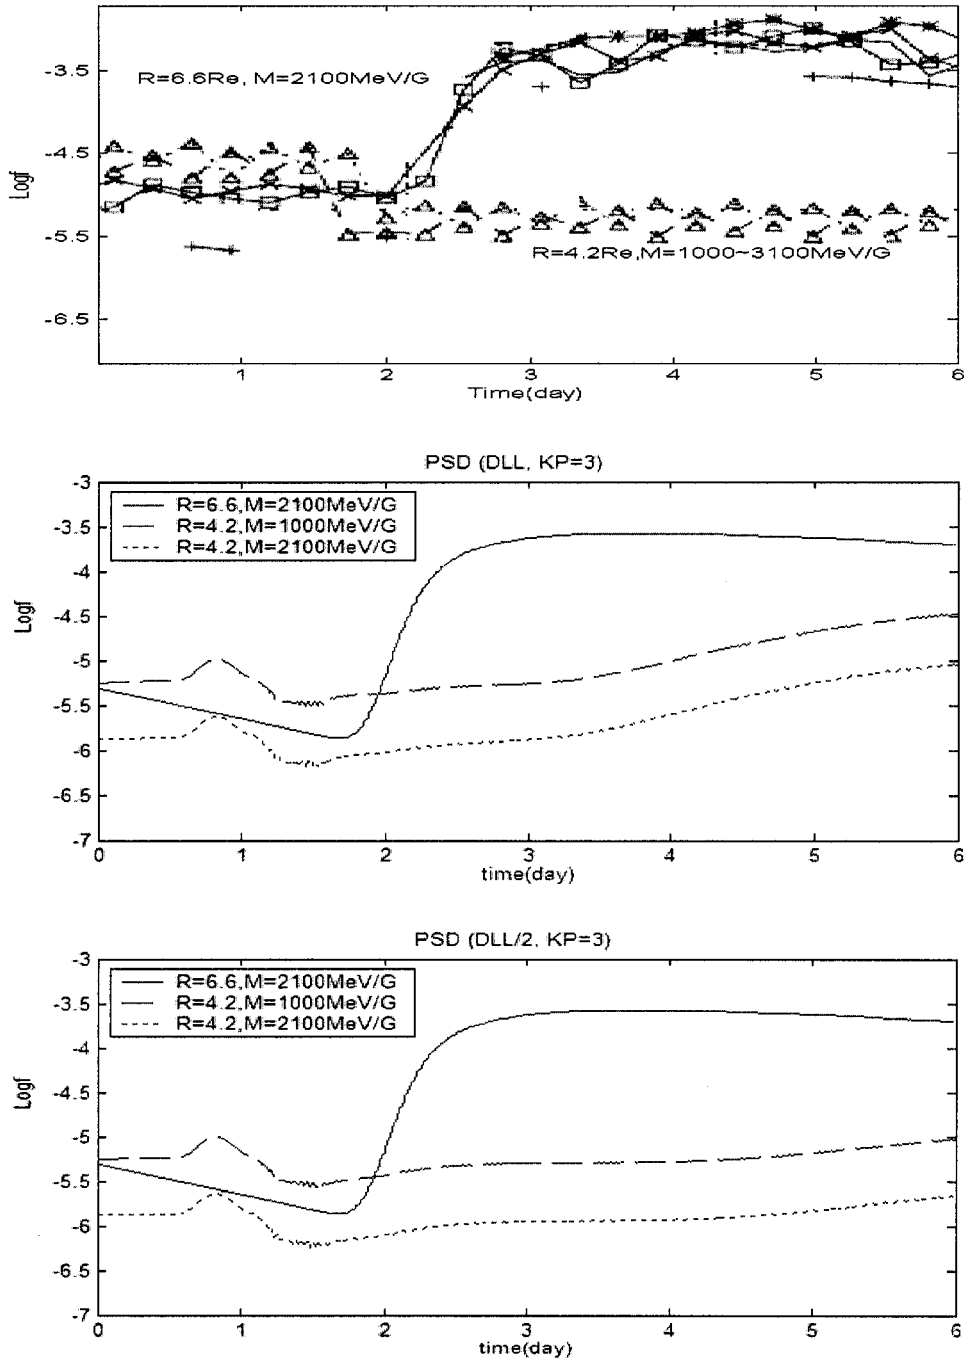 -3.5
-4.5
-5.5
-6.5
Logf
R=6.6Re, M=2100MeV/G
R=4.2Re,M=1000~3100MeV/G
1 2 3 4 5 6
Time(day)
PSD (DLL, KP=3)
-3
-3.5
-4
-4.5
-5
-5.5
-6
-6.5
-7
Logf
R=6.6,M=2100MeV/G
R=4.2,M=1000MeV/G
R=4.2,M=2100MeV/G
0 1 2 3 4 5 6
time(day)
PSD (DLL/2, KP=3)
-3
-3.5
-4
-4.5
-5
-5.5
-6
-6.5
-7
Logf
R=6.6,M=2100MeV/G
R=4.2,M=1000MeV/G
R=4.2,M=2100MeV/G
0 1 2 3 4 5 6
time(day)